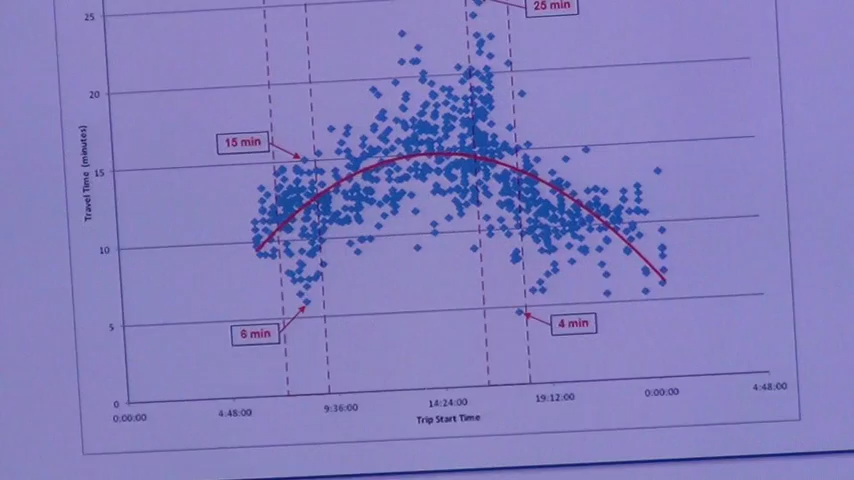 25 min
25
20
15 min
15
Travel Time (minutes)
10
6 min
4 min
5
0
0:00:00
4:48:00
9:36:00
14:24:00
19:12:00
0:00:00
4:48:00
Trip Start Time